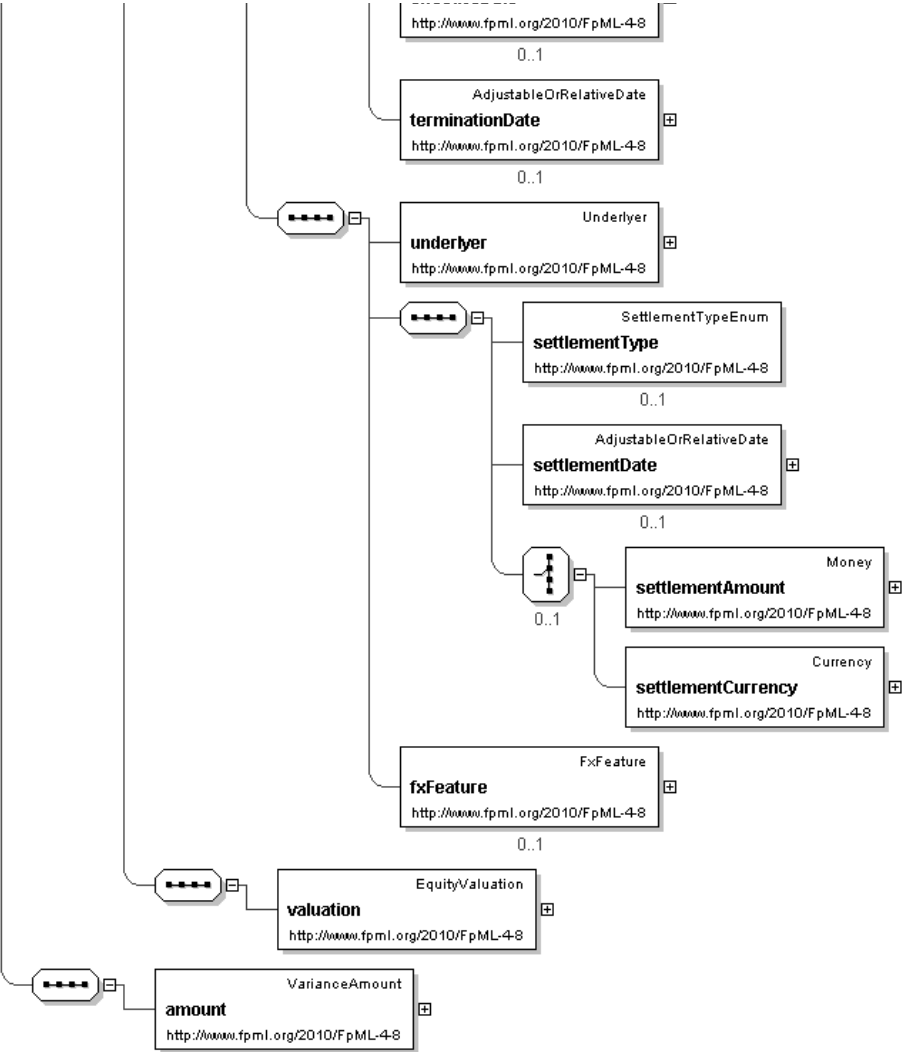 http://www.fpml.org/2010/FpML-4-8
0..1
AdjustableOrRelativeDate
terminationDate
http://www.fpml.org/2010/FpML-4-8
0..1
Underlyer
underlyer
http://www.fpml.org/2010/FpML-4-8
SettlementTypeEnum
settlementType
http://www.fpml.org/2010/FpML-4-8
0..1
AdjustableOrRelativeDate
settlementDate
http://www.fpml.org/2010/FpML-4-8
0..1
Money
settlementAmount
http://www.fpml.org/2010/FpML-4-8
0..1
Currency
settlementCurrency
http://www.fpml.org/2010/FpML-4-8
FxFeature
fxFeature
http://www.fpml.org/2010/FpML-4-8
0..1
EquityValuation
valuation
http://www.fpml.org/2010/FpML-4-8
VarianceAmount
amount
http://www.fpml.org/2010/FpML-4-8